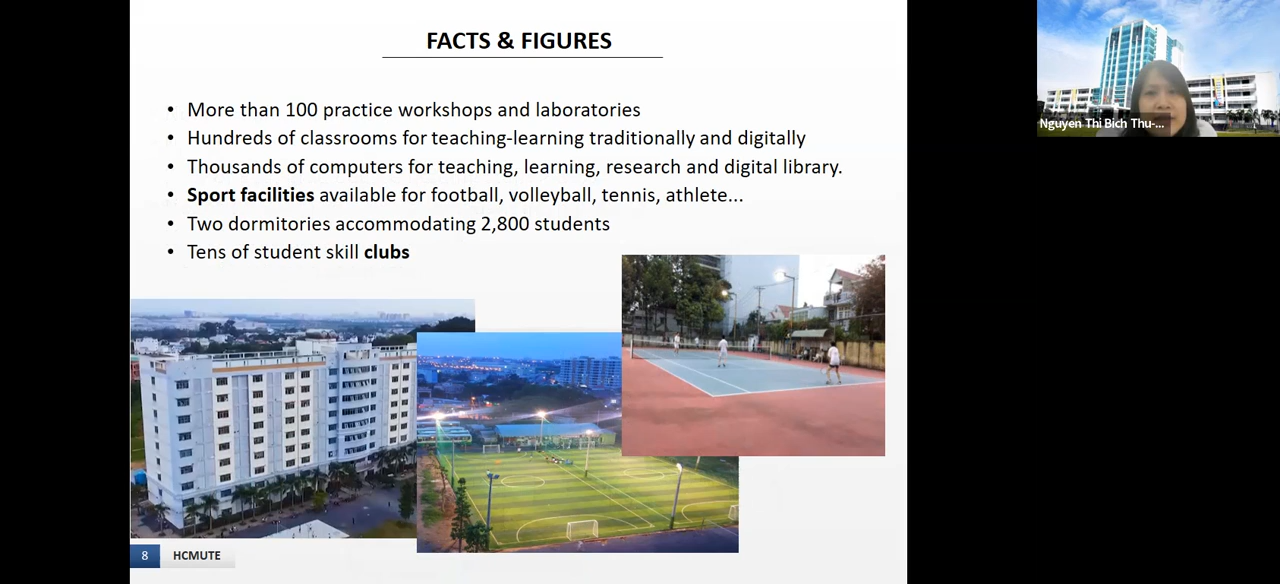 FACTS & FIGURES
• More than 100 practice workshops and laboratories
• Hundreds of classrooms for teaching-learning traditionally and digitally
• Thousands of computers for teaching, learning, research and digital library.
• Sport facilities available for football, volleyball, tennis, athlete...
• Two dormitories accommodating 2,800 students
• Tens of student skill clubs
8 HCMUTE
Nguyen Thi Bich Thu-...